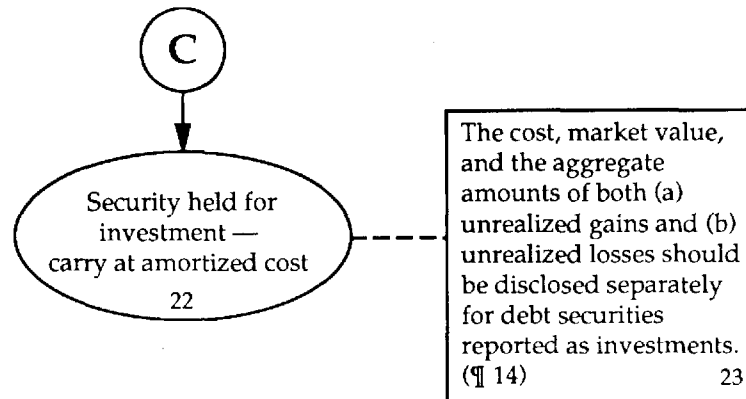 C
Security held for
investment —
carry at amortized cost
22
The cost, market value,
and the aggregate
amounts of both (a)
unrealized gains and (b)
unrealized losses should
be disclosed separately
for debt securities
reported as investments.
(¶ 14) 23